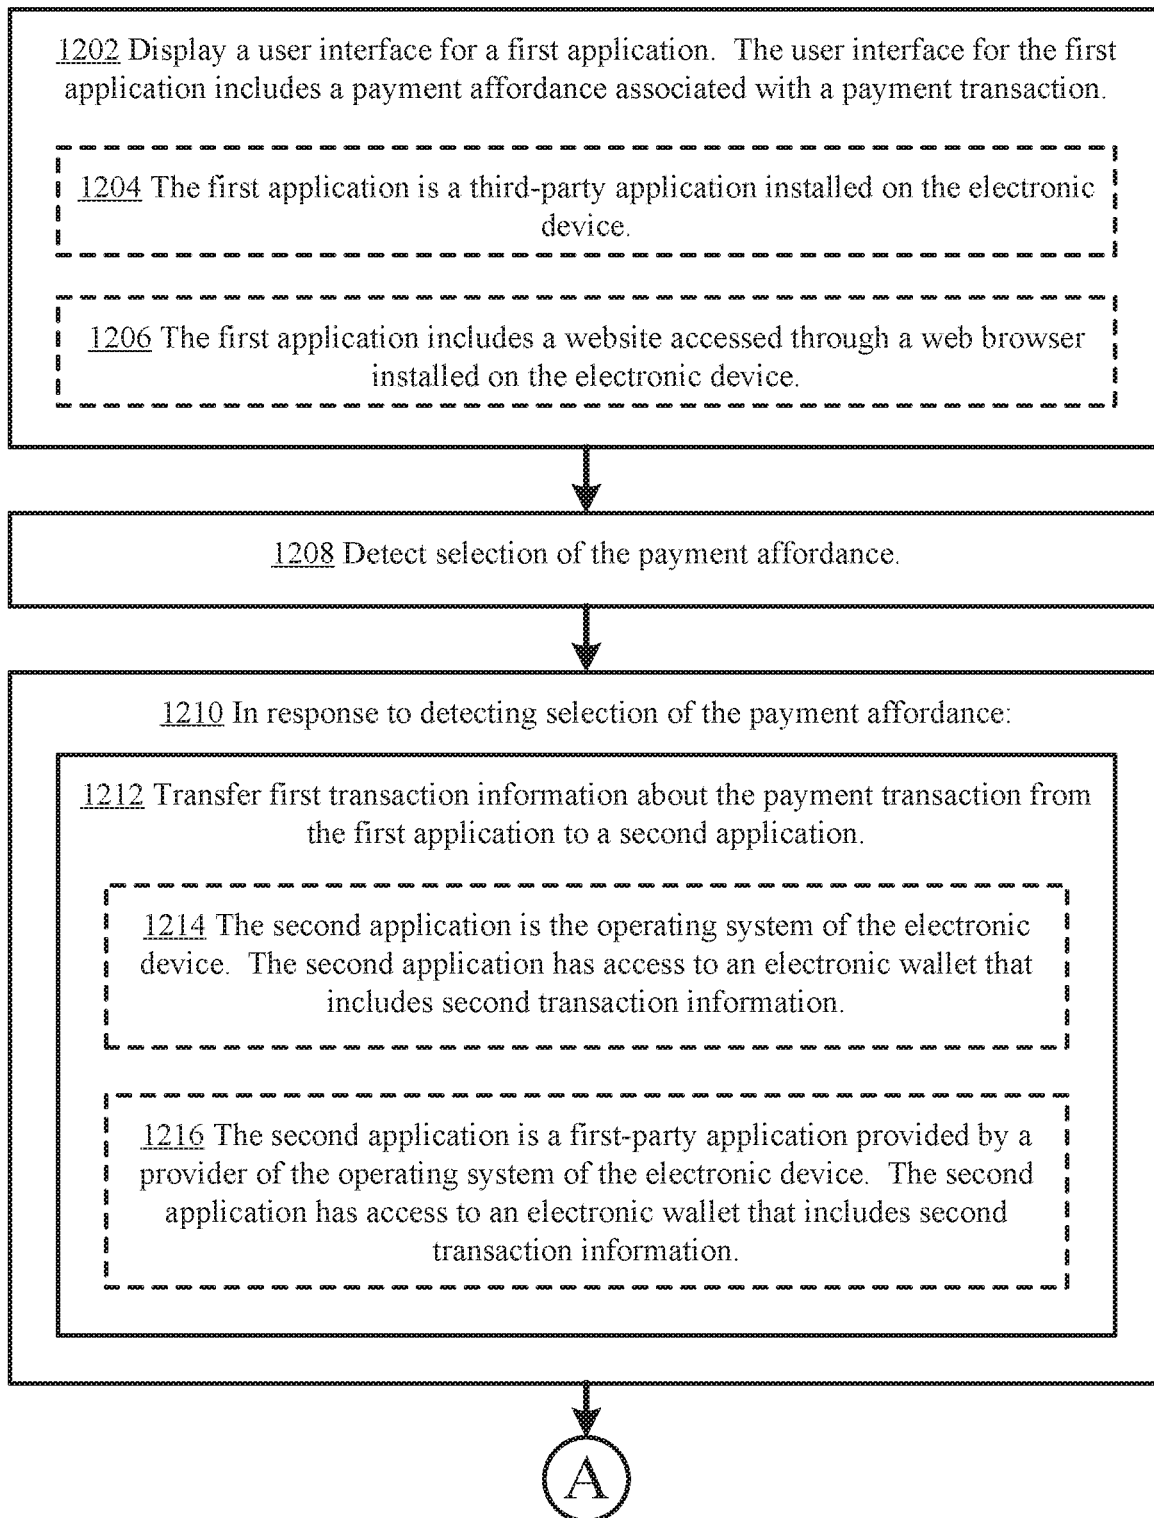 1202 Display a user interface for a first application. The user interface for the first
application includes a payment affordance associated with a payment transaction.
1204 The first application is a third-party application installed on the electronic
device.
1206 The first application includes a website accessed through a web browser
installed on the electronic device.
1208 Detect selection of the payment affordance.
1210 In response to detecting selection of the payment affordance:
1212 Transfer first transaction information about the payment transaction from
the first application to a second application.
1214 The second application is the operating system of the electronic
device. The second application has access to an electronic wallet that
includes second transaction information.
1216 The second application is a first-party application provided by a
provider of the operating system of the electronic device. The second
application has access to an electronic wallet that includes second
transaction information.
A